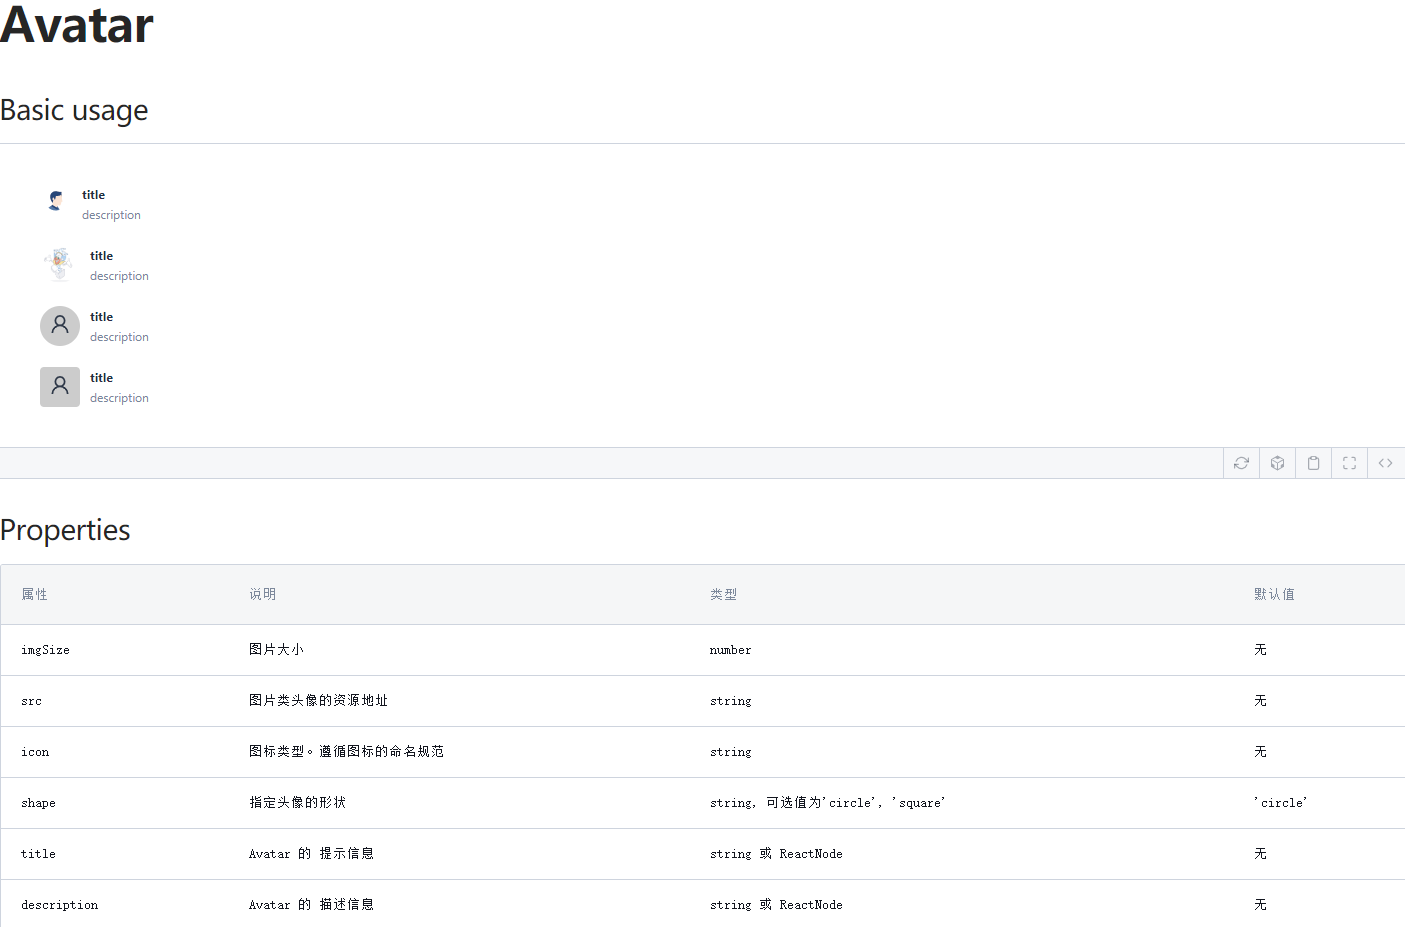 Avatar
Basic usage
title
description
title
description
title
description
title
description
Properties
属性 说明 类型 默认值
imgSize 图片大小 number 无
src 图片类头像的资源地址 string 无
icon 图标类型。遵循图标的命名规范 string 无
shape 指定头像的形状 string, 可选值为'circle', 'square' 'circle'
title Avatar 的 提示信息 string 或 ReactNode 无
description Avatar 的 描述信息 string 或 ReactNode 无